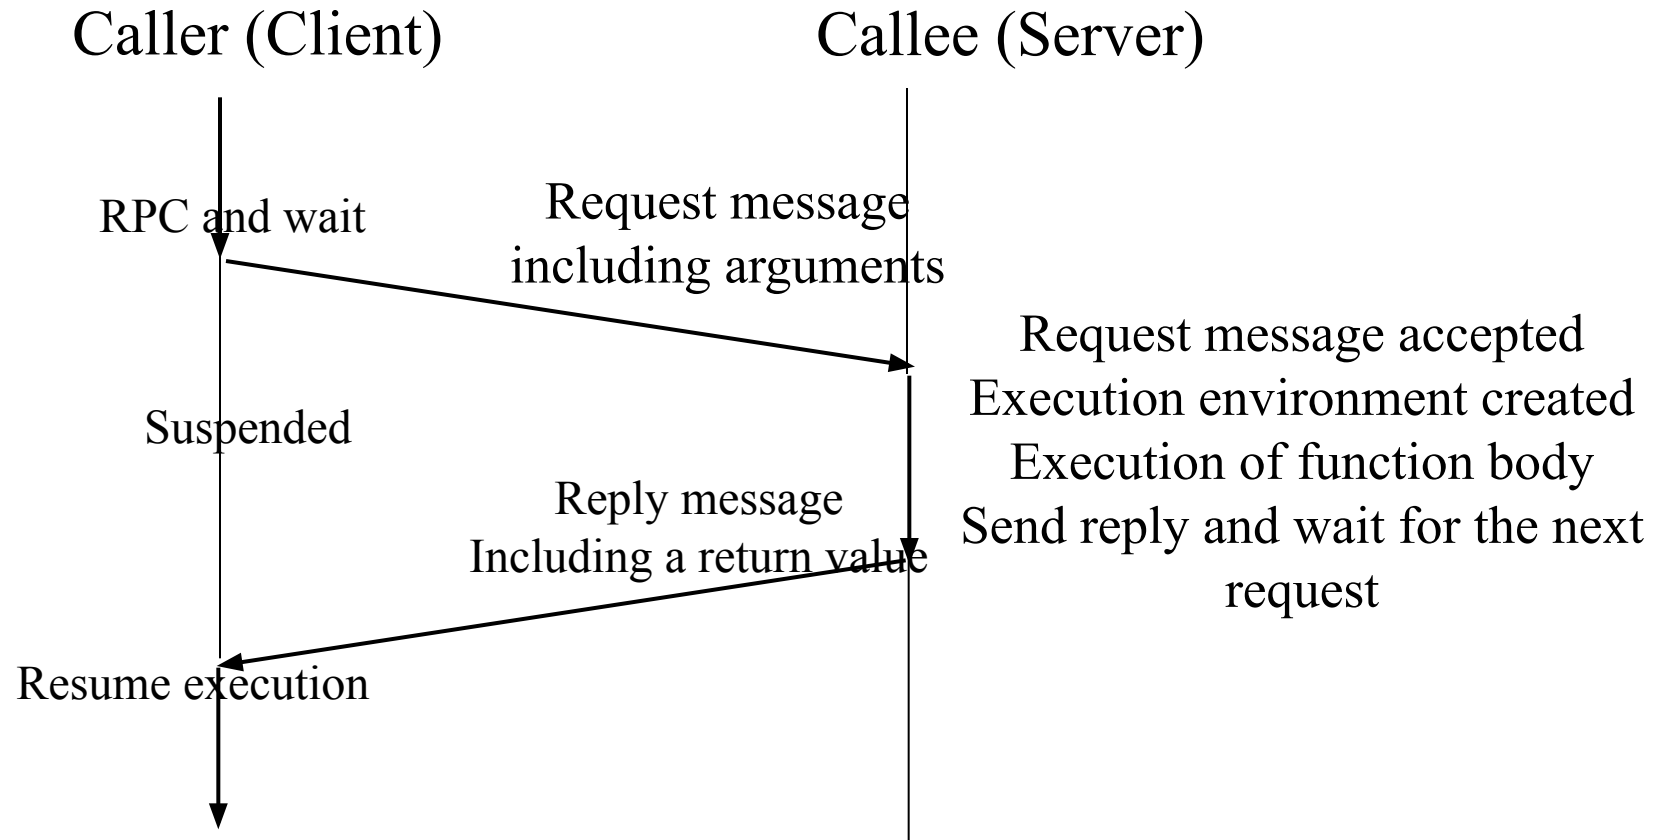 Caller (Client)
Callee (Server)
RPC and wait
Request message
including arguments
Request message accepted
Execution environment created
Execution of function body
Send reply and wait for the next
request
Suspended
Reply message
Including a return value
Resume execution